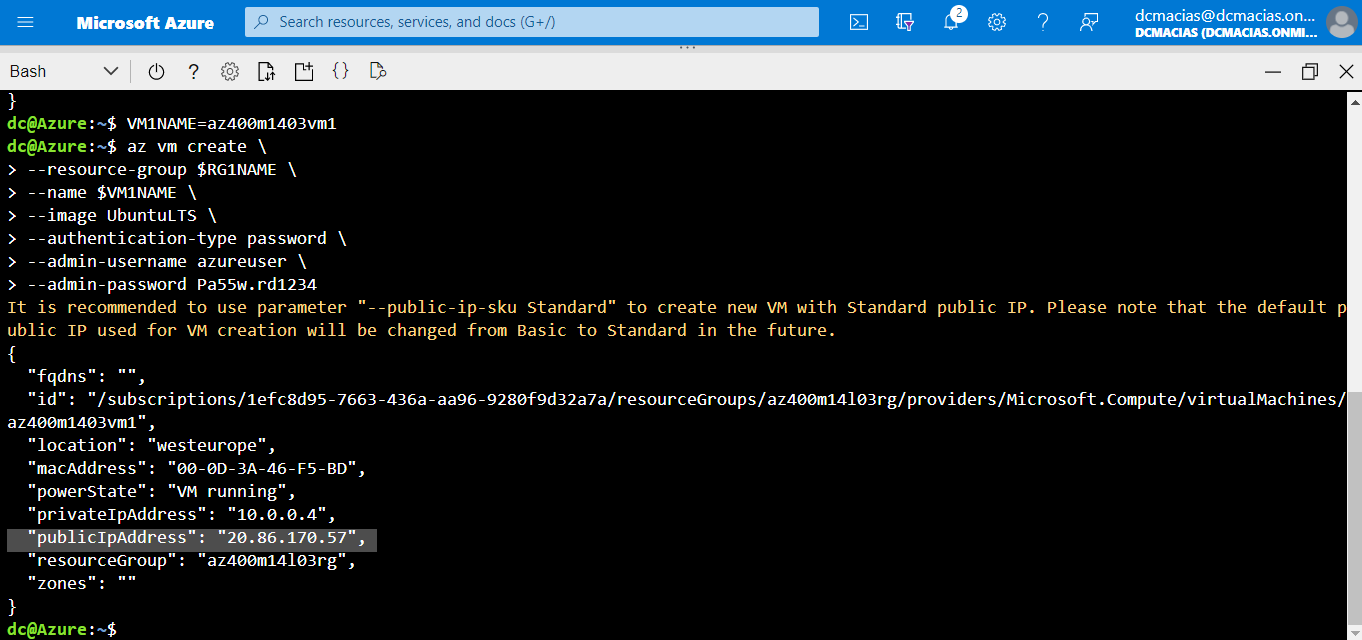 Microsoft Azure
Search resources, services, and docs (G+/)
2
dcmacias@dcmacias.on...
DCMACIAS (DCMACIAS.ONMI...
Bash
}
dc@Azure:~$ VM1NAME=az400m1403vm1
dc@Azure:~$ az vm create \
> --resource-group $RG1NAME \
> --name $VM1NAME \
> --image UbuntuLTS \
> --authentication-type password \
> --admin-username azureuser \
> --admin-password Pa55w.rd1234
It is recommended to use parameter "--public-ip-sku Standard" to create new VM with Standard public IP. Please note that the default p
ublic IP used for VM creation will be changed from Basic to Standard in the future.
{
"fqdns": "",
"id": "/subscriptions/1efc8d95-7663-436a-aa96-9280f9d32a7a/resourceGroups/az400m14l03rg/providers/Microsoft.Compute/virtualMachines/
az400m1403vm1",
"location": "westeurope",
"macAddress": "00-0D-3A-46-F5-BD",
"powerState": "VM running",
"privateIpAddress": "10.0.0.4",
"publicIpAddress": "20.86.170.57",
"resourceGroup": "az400m14l03rg",
"zones": ""
}
dc@Azure:~$